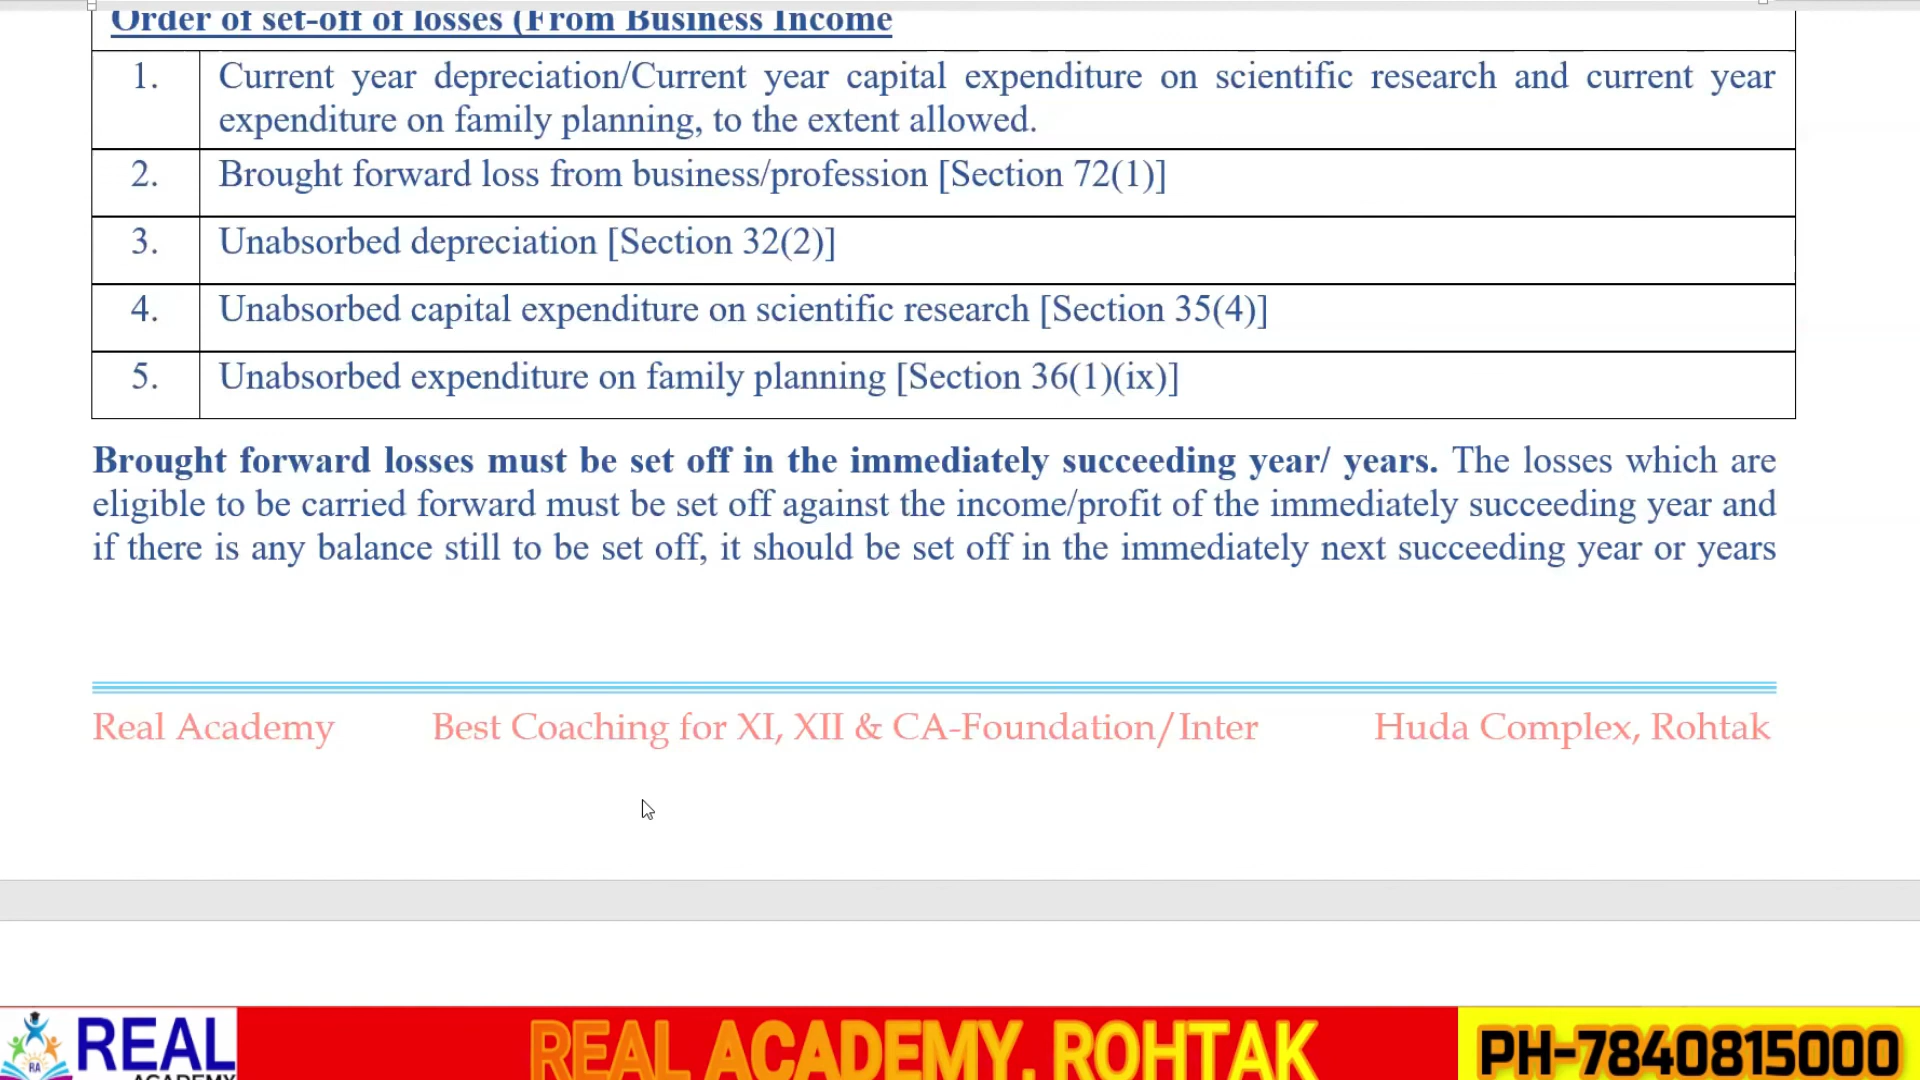 Order of set-off of losses (From Business Income
1. Current year depreciation/Current year capital expenditure on scientific research and current year
expenditure on family planning, to the extent allowed.
2. Brought forward loss from business/profession [Section 72(1)]
3. Unabsorbed depreciation [Section 32(2)]
4. Unabsorbed capital expenditure on scientific research [Section 35(4)]
5. Unabsorbed expenditure on family planning [Section 36(1)(ix)]
Brought forward losses must be set off in the immediately succeeding year/ years. The losses which are
eligible to be carried forward must be set off against the income/profit of the immediately succeeding year and
if there is any balance still to be set off, it should be set off in the immediately next succeeding year or years
Real Academy Best Coaching for XI, XII & CA-Foundation/Inter Huda Complex, Rohtak
RA REAL
ACADEMY
REAL ACADEMY, ROHTAK
PH-7840815000